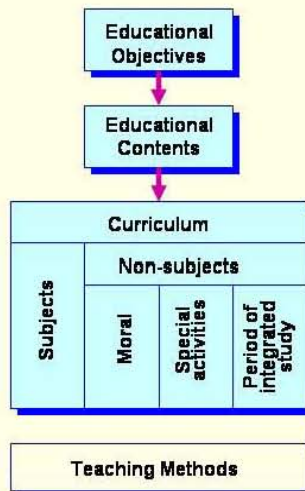 Educational
Objectives
Educational
Contents
Curriculum
Subjects
Non-subjects
Moral
Special
activities
Period of
integrated
study
Teaching Methods